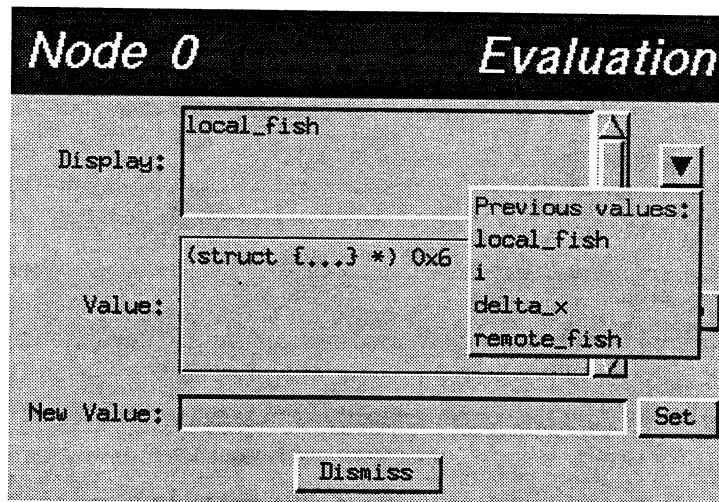 Node 0 Evaluation
local_fish
Display:
Previous values:
local_fish
i
delta_x
remote_fish
(struct {...} *) 0x6
Value:
New Value: Set
Dismiss